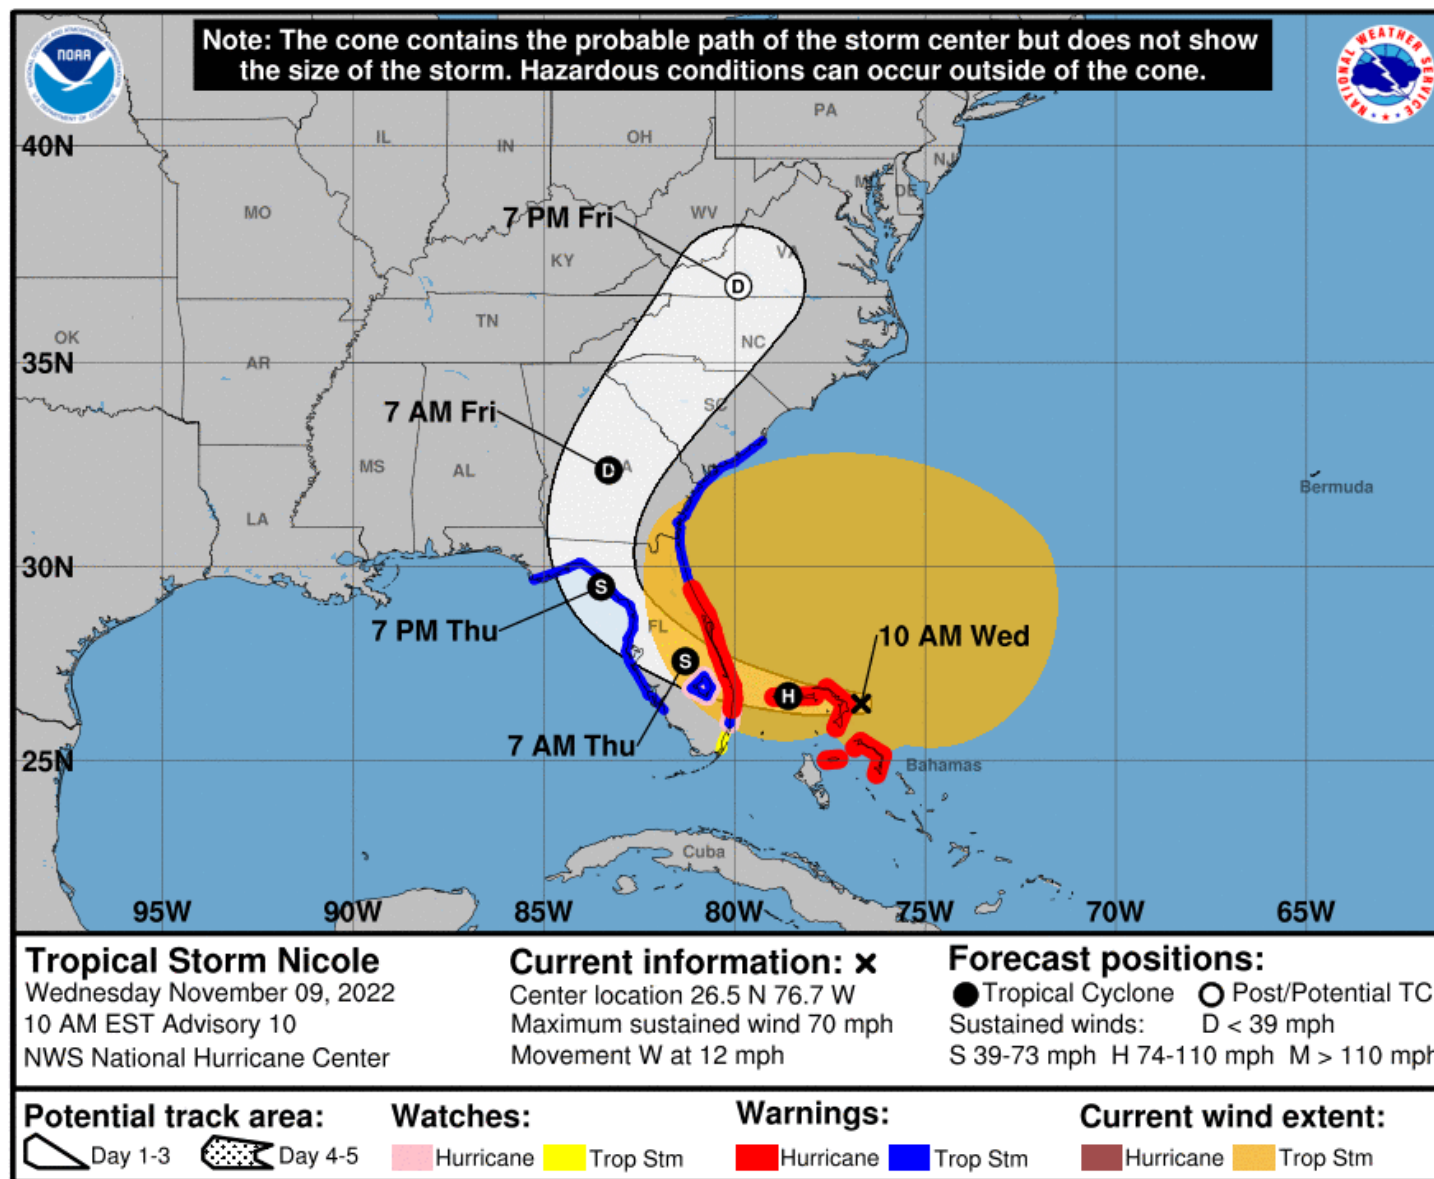 Note: The cone contains the probable path of the storm center but does not show
the size of the storm. Hazardous conditions can occur outside of the cone.
NOAA
NATIONAL WEATHER SERVICE
40N
35N
30N
25N
95W
90W
85W
80W
75W
70W
65W
IL
IN
OH
PA
NJ
DE
MO
WV
VA
KY
OK
AR
TN
NC
SC
MS
AL
LA
FL
Bermuda
Bahamas
Cuba
7 PM Fri
D
7 AM Fri
D
7 PM Thu
S
7 AM Thu
S
H
10 AM Wed
Tropical Storm Nicole
Wednesday November 09, 2022
10 AM EST Advisory 10
NWS National Hurricane Center
Current information: ×
Center location 26.5 N 76.7 W
Maximum sustained wind 70 mph
Movement W at 12 mph
Forecast positions:
Tropical Cyclone Post/Potential TC
Sustained winds: D < 39 mph
S 39-73 mph H 74-110 mph M > 110 mph
Potential track area:
Day 1-3 Day 4-5
Watches:
Hurricane Trop Stm
Warnings:
Hurricane Trop Stm
Current wind extent:
Hurricane Trop Stm